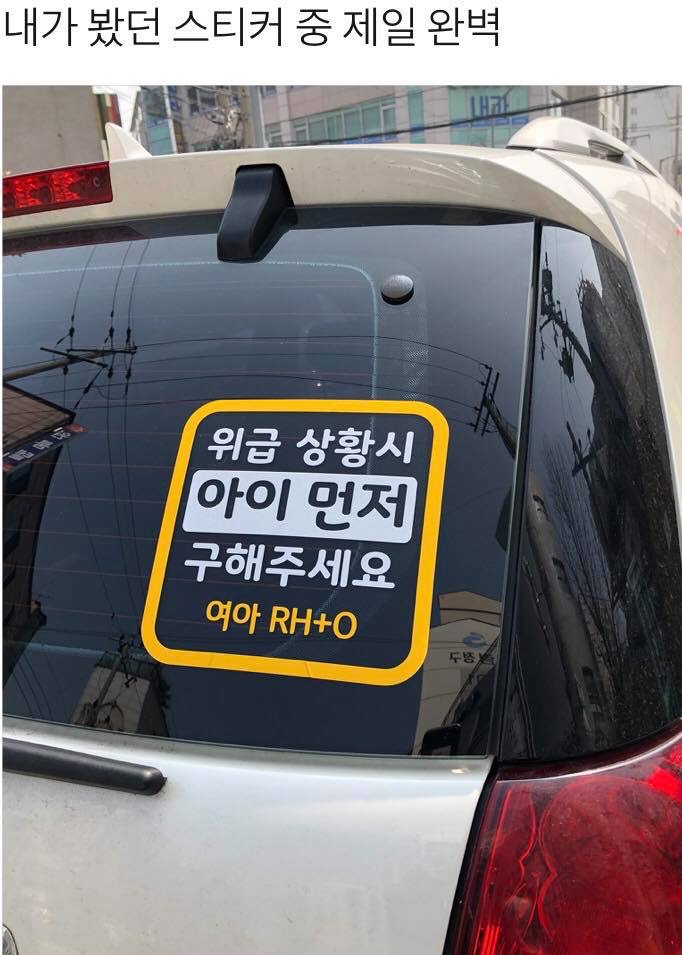 내가 봤던 스티커 중 제일 완벽
위급 상황시
아이 먼저
구해주세요
여아 RH+O